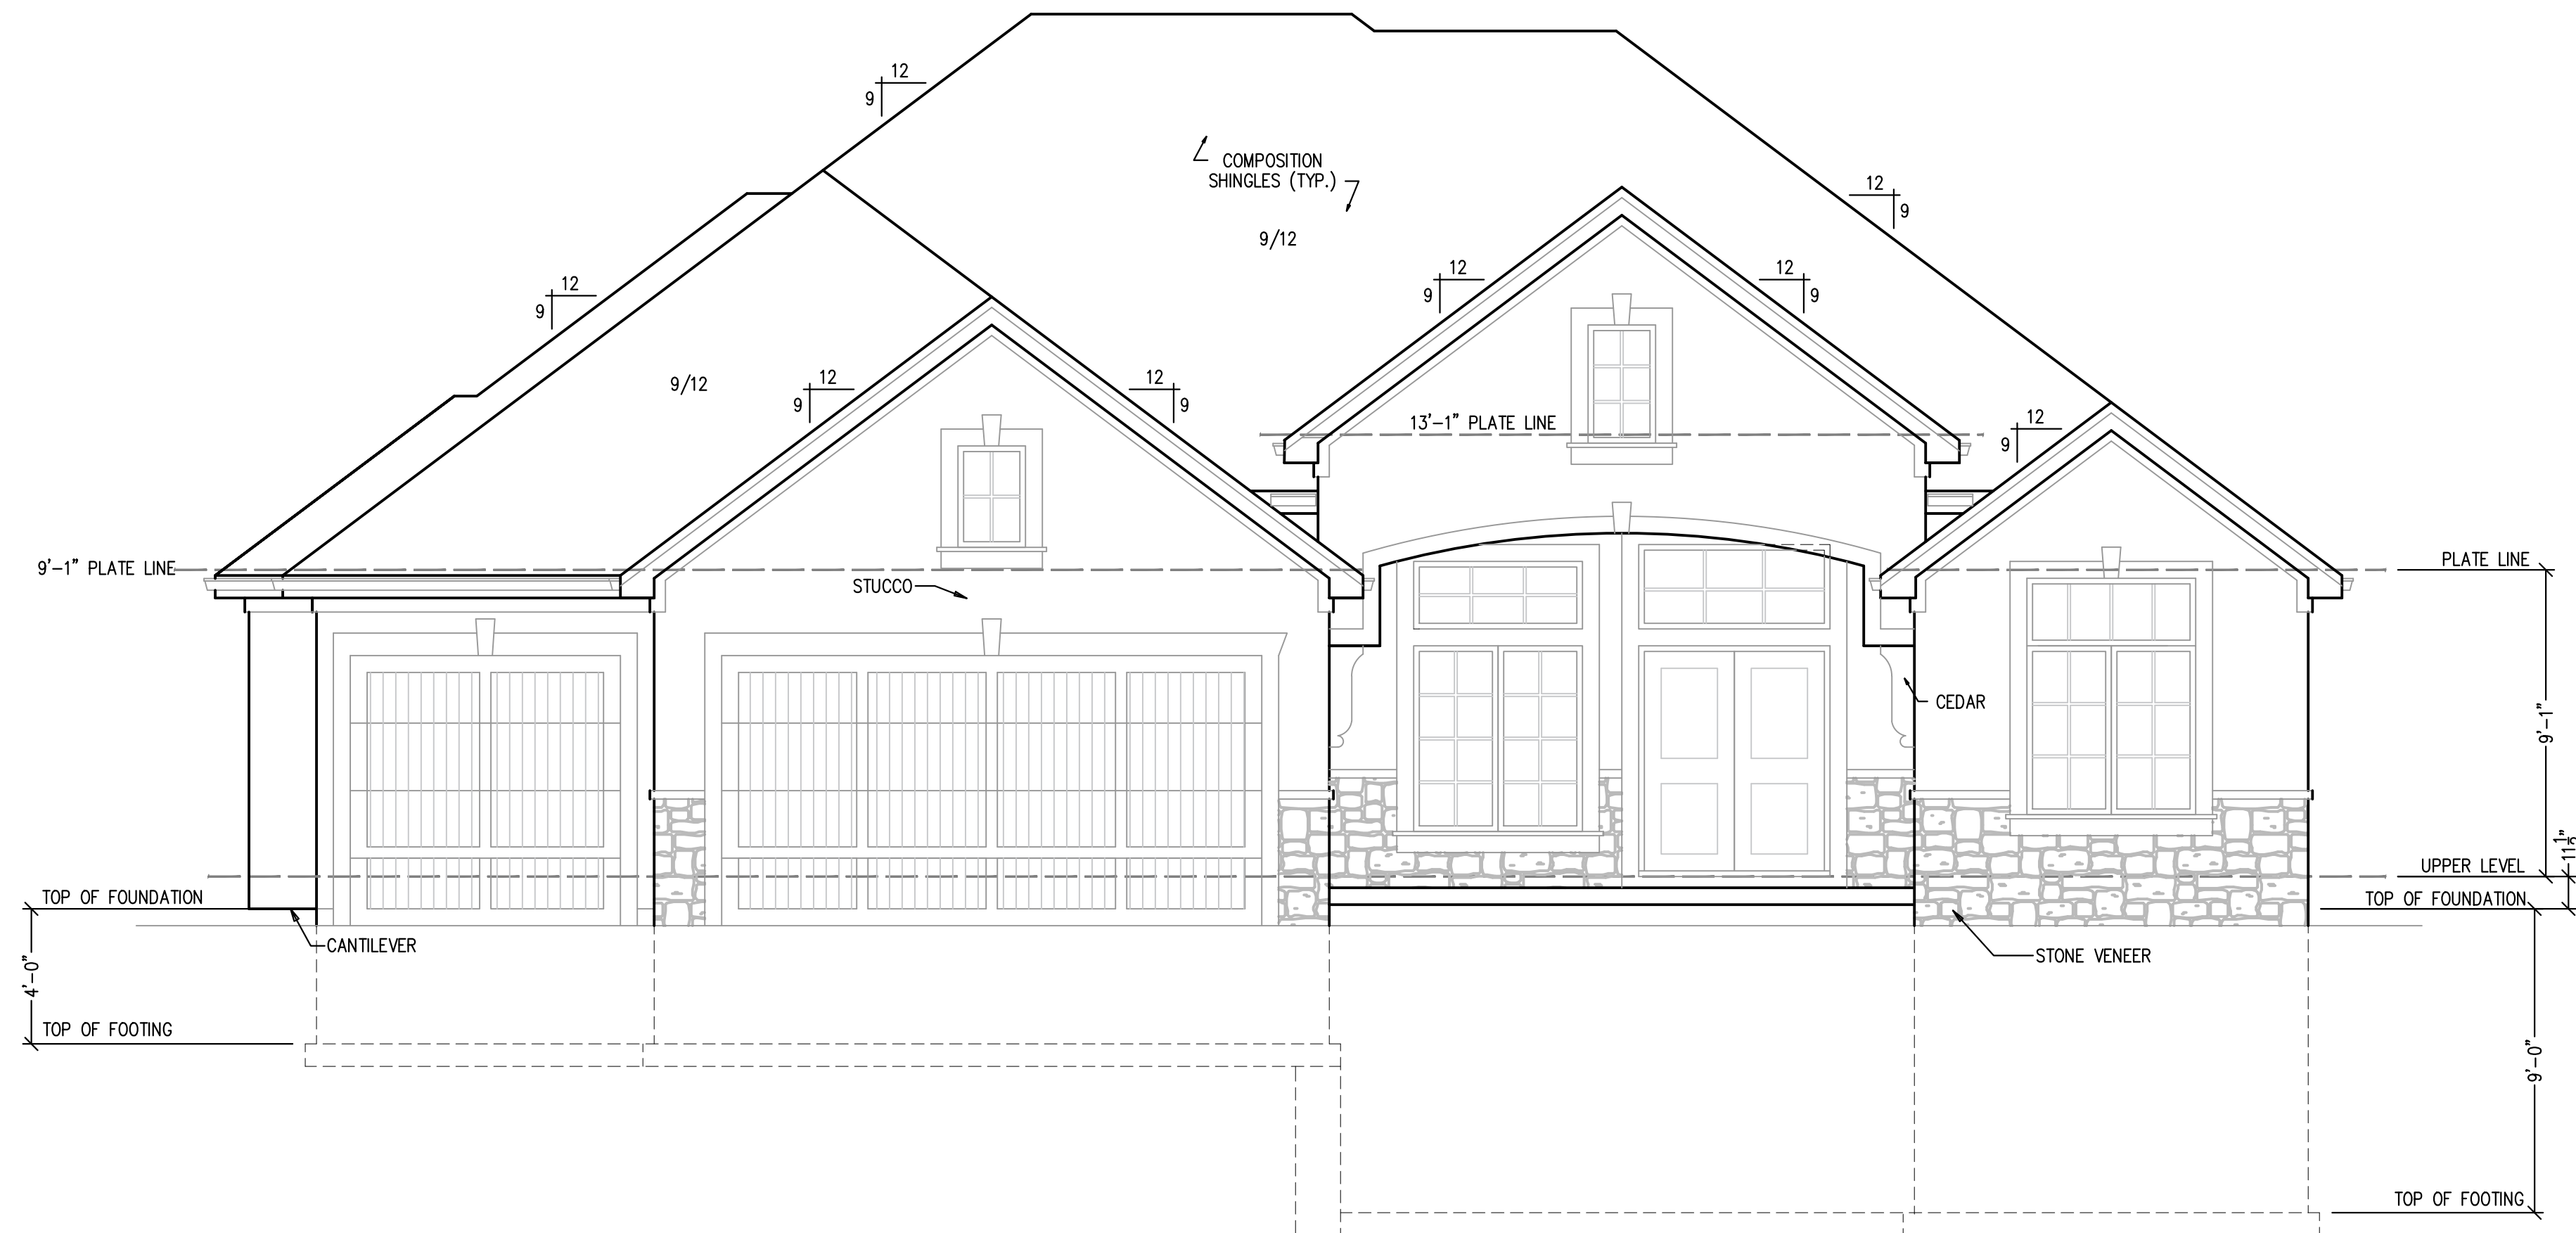 12
9
12
9
COMPOSITION
SHINGLES (TYP.)
9/12
12
9
12
9
12
9
12
9
9/12
12
9
12
9
13'-1" PLATE LINE
12
9
9'-1" PLATE LINE
PLATE LINE
STUCCO
CEDAR
9'-1"
UPPER LEVEL
TOP OF FOUNDATION
TOP OF FOUNDATION
CANTILEVER
STONE VENEER
4'-0"
TOP OF FOOTING
9'-0"
TOP OF FOOTING